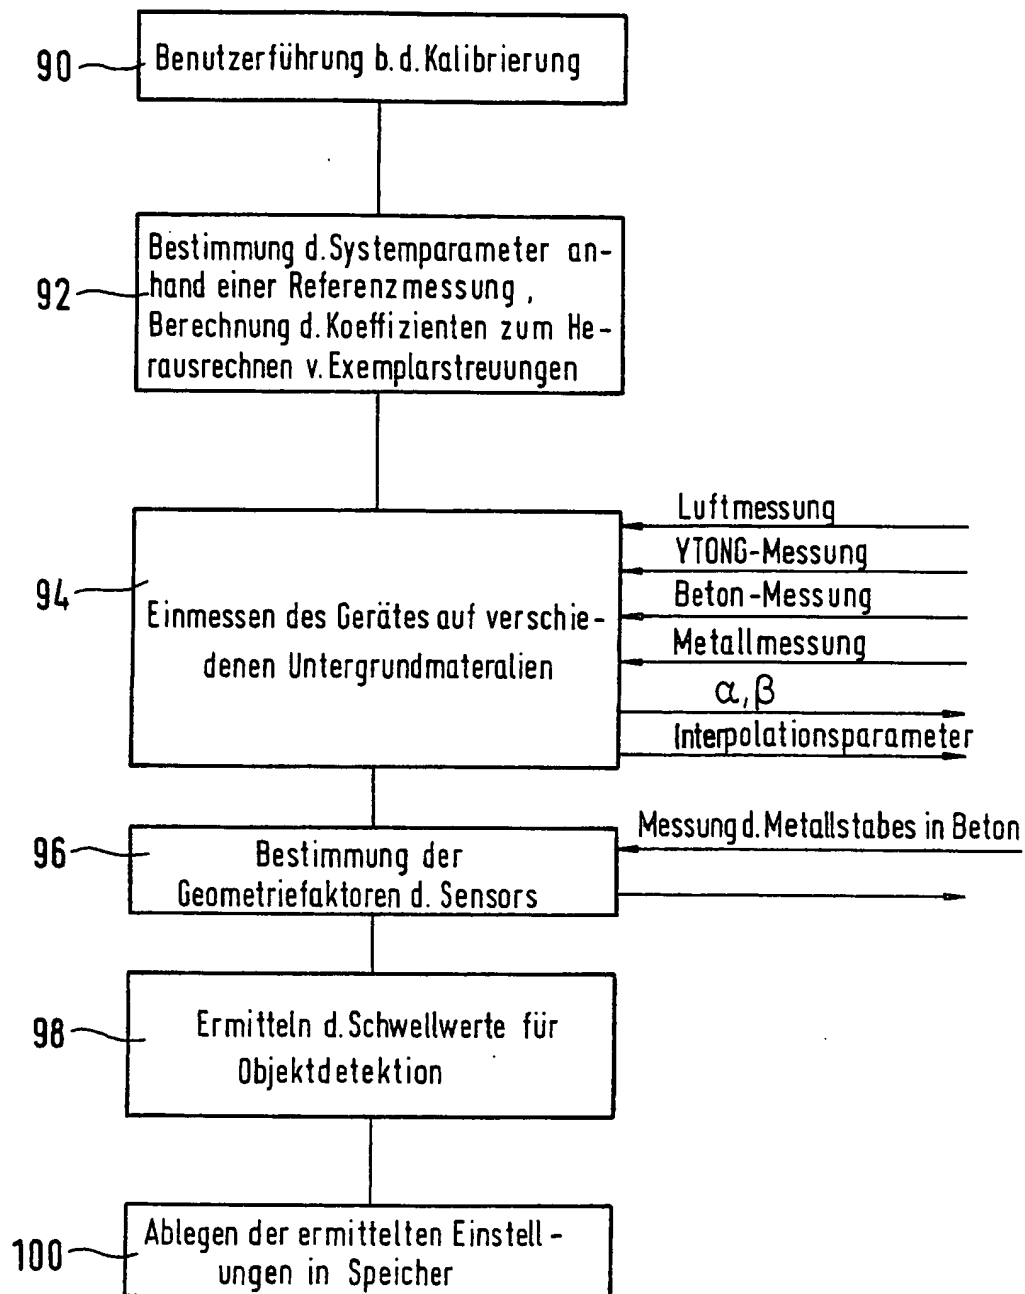 90
Benutzerführung b. d. Kalibrierung
92
Bestimmung d. Systemparameter an-
hand einer Referenzmessung,
Berechnung d. Koeffizienten zum He-
rausrechnen v. Exemplarstreuungen
94
Einmessen des Gerätes auf verschie-
denen Untergrundmateralien
Luftmessung
YTONG-Messung
Beton-Messung
Metallmessung
α, β
Interpolationsparameter
96
Bestimmung der
Geometriefaktoren d. Sensors
Messung d. Metallstabes in Beton
98
Ermitteln d. Schwellwerte für
Objektdetektion
100
Ablegen der ermittelten Einstell-
ungen in Speicher